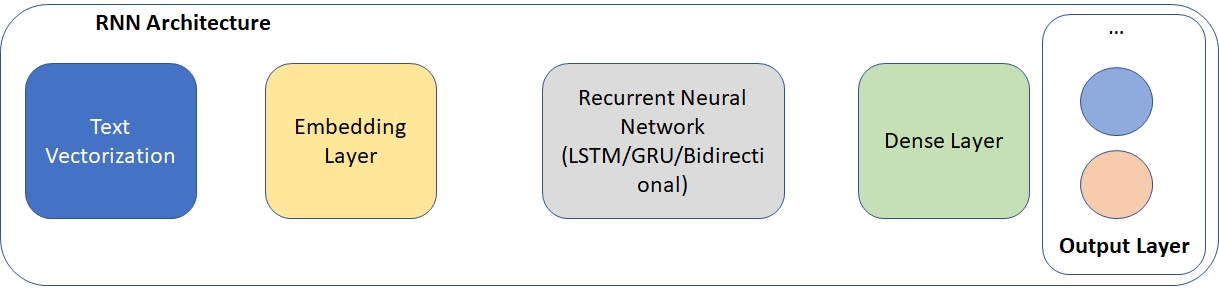 RNN Architecture
...
Text
Vectorization
Embedding
Layer
Recurrent Neural
Network
(LSTM/GRU/Bidirecti
onal)
Dense Layer
Output Layer